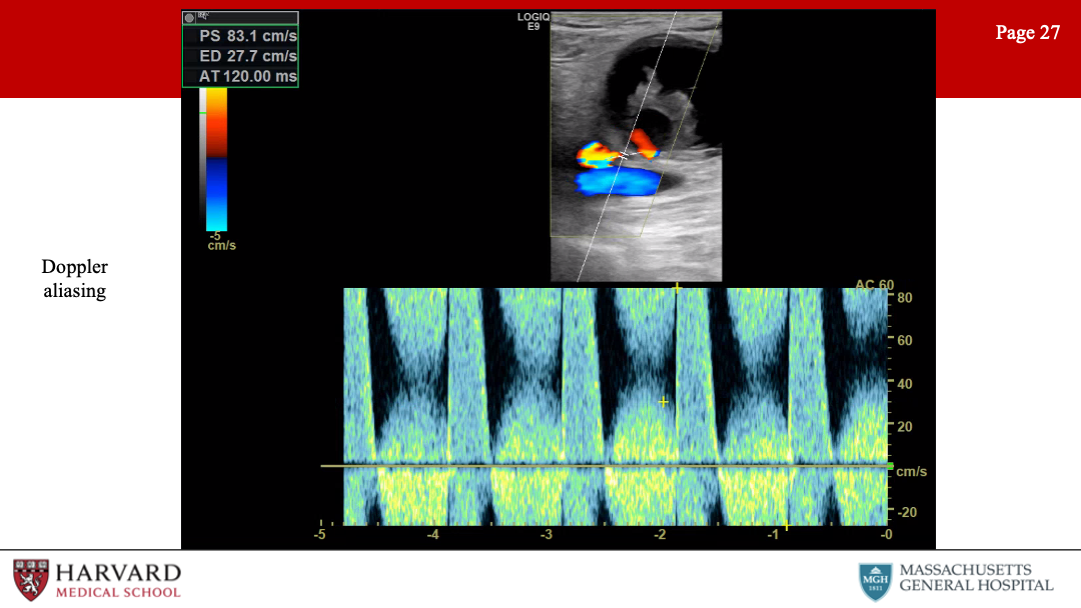 Page 27
PS 83.1 cm/s
ED 27.7 cm/s
AT 120.00 ms
LOGIQ
E9
-5
cm/s
Doppler
aliasing
AC 60
80
60
40
20
cm/s
-20
-5 -4 -3 -2 -1 -0
HARVARD
MEDICAL SCHOOL
MGH
1811
MASSACHUSETTS
GENERAL HOSPITAL